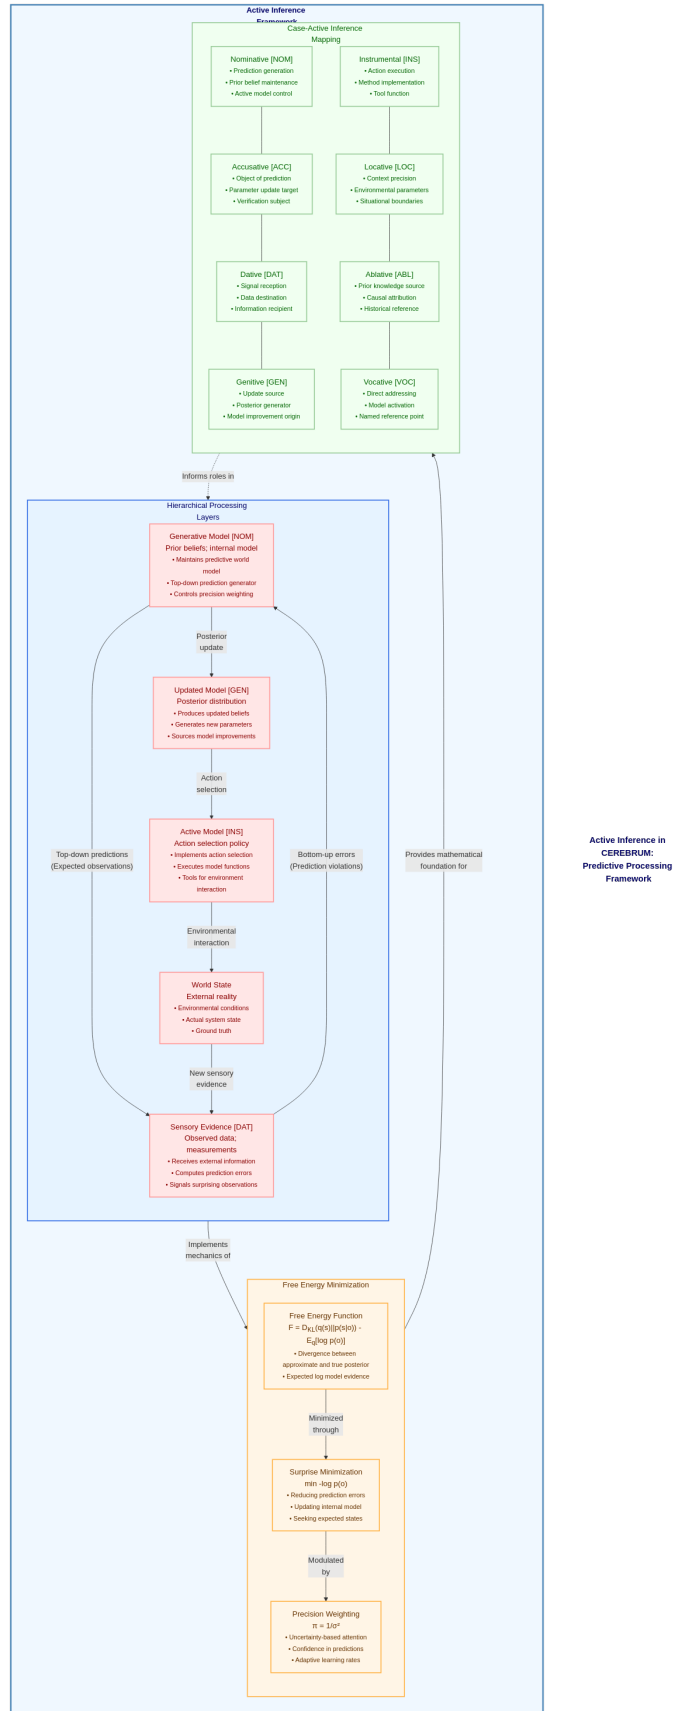 Active Inference
Framework
Case-Active Inference
Mapping
Nominative [NOM]
• Prediction generation
• Prior belief maintenance
• Active model control
Instrumental [INS]
• Action execution
• Method implementation
• Tool function
Accusative [ACC]
• Object of prediction
• Parameter update target
• Verification subject
Locative [LOC]
• Context precision
• Environmental parameters
• Situational boundaries
Dative [DAT]
• Signal reception
• Data destination
• Information recipient
Ablative [ABL]
• Prior knowledge source
• Causal attribution
• Historical reference
Genitive [GEN]
• Update source
• Posterior generator
• Model improvement origin
Vocative [VOC]
• Direct addressing
• Model activation
• Named reference point
Informs roles in
Hierarchical Processing
Layers
Generative Model [NOM]
Prior beliefs; internal model
• Maintains predictive world
model
• Top-down prediction generator
• Controls precision weighting
Posterior
update
Updated Model [GEN]
Posterior distribution
• Produces updated beliefs
• Generates new parameters
• Sources model improvements
Action
selection
Active Model [INS]
Action selection policy
• Implements action selection
• Executes model functions
• Tools for environment
interaction
Top-down predictions
(Expected observations)
Bottom-up errors
(Prediction violations)
Provides mathematical
foundation for
Active Inference in
CEREBRUM:
Predictive Processing
Framework
Environmental
interaction
World State
External reality
• Environmental conditions
• Actual system state
• Ground truth
New sensory
evidence
Sensory Evidence [DAT]
Observed data;
measurements
• Receives external information
• Computes prediction errors
• Signals surprising observations
Implements
mechanics of
Free Energy Minimization
Free Energy Function
F = D_KL(q(s)||p(s|o)) -
E_q[log p(o)]
• Divergence between
approximate and true posterior
• Expected log model evidence
Minimized
through
Surprise Minimization
min -log p(o)
• Reducing prediction errors
• Updating internal model
• Seeking expected states
Modulated
by
Precision Weighting
π = 1/σ²
• Uncertainty-based attention
• Confidence in predictions
• Adaptive learning rates